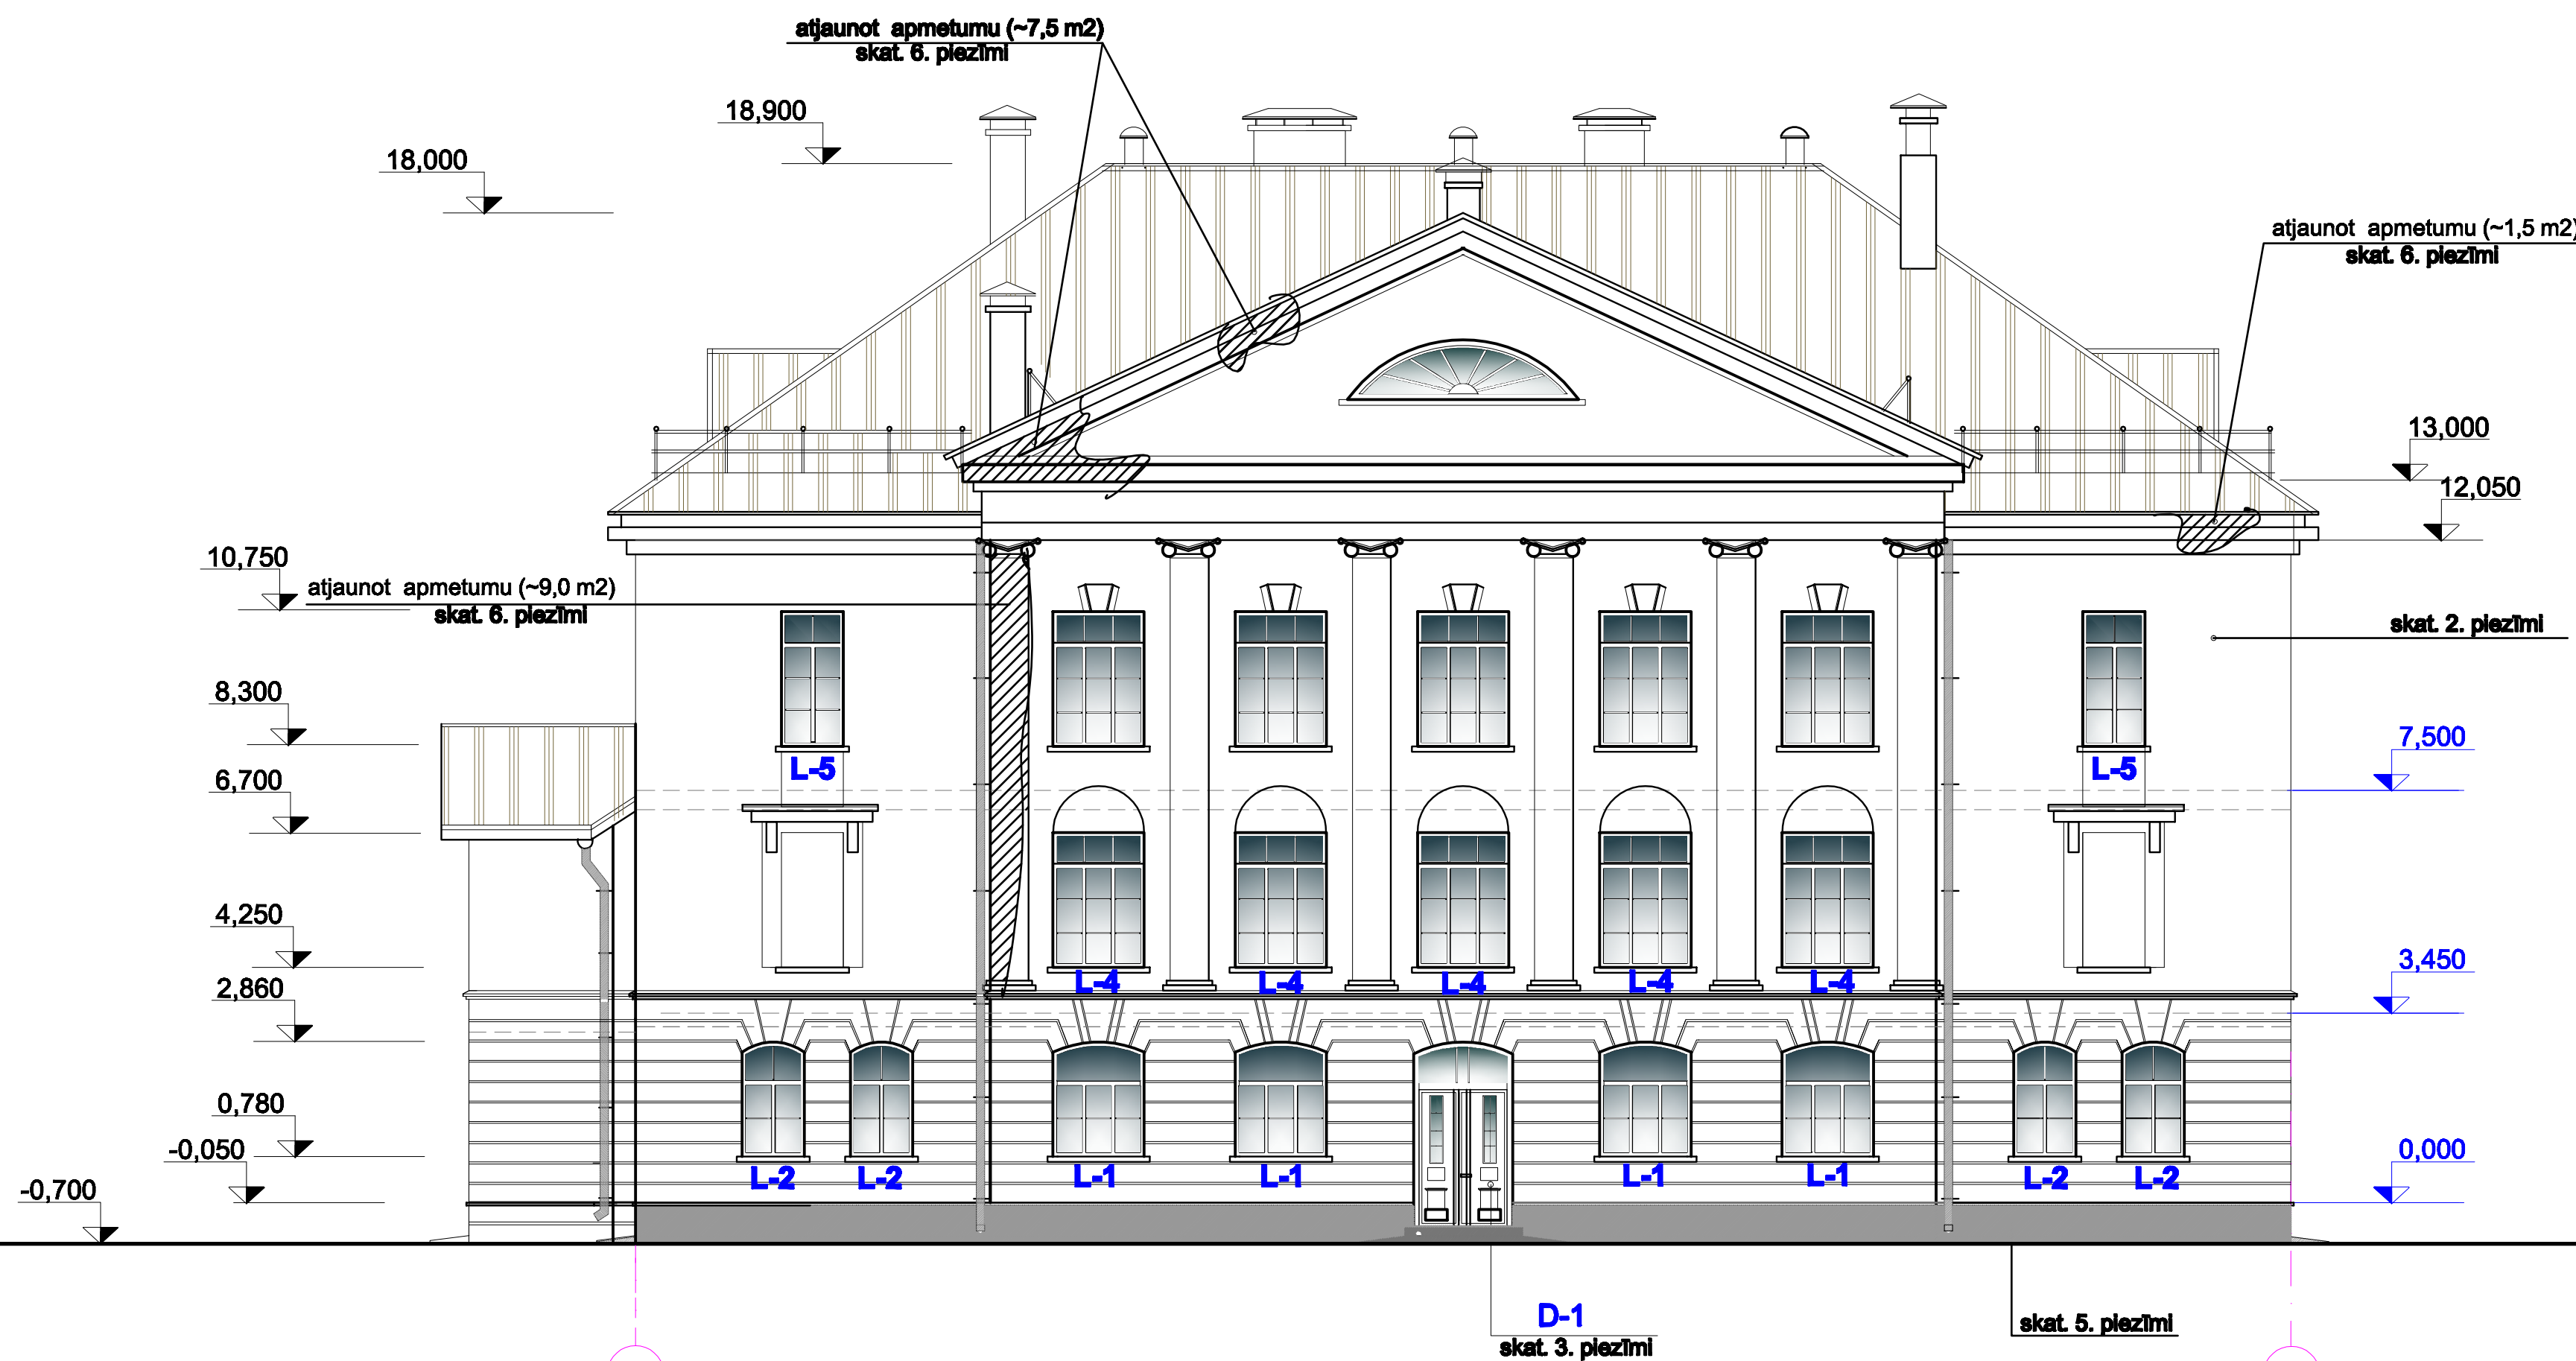 atjaunot apmetumu (~7,5 m2)
skat. 6. piezīmi
18,900
18,000
atjaunot apmetumu (~1,5 m2)
skat. 6. piezīmi
13,000
12,050
10,750
atjaunot apmetumu (~9,0 m2)
skat. 6. piezīmi
skat. 2. piezīmi
8,300
7,500
L-5
L-5
6,700
4,250
3,450
L-4 L-4 L-4 L-4 L-4
2,860
0,780
-0,050
0,000
L-2 L-2 L-1 L-1 L-1 L-1 L-2 L-2
-0,700
D-1
skat. 3. piezīmi
skat. 5. piezīmi